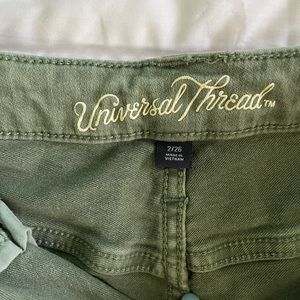 Universal Thread™
2/26
MADE IN
VIETNAM